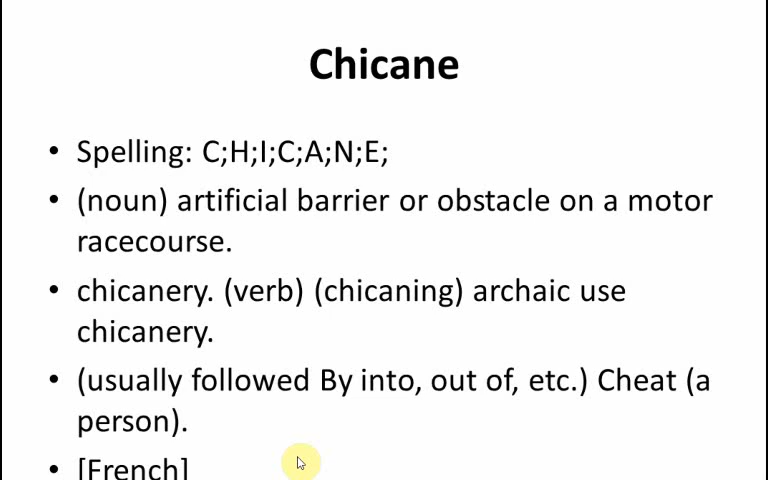 Chicane
• Spelling: C;H;I;C;A;N;E;
• (noun) artificial barrier or obstacle on a motor
racecourse.
• chicanery. (verb) (chicaning) archaic use
chicanery.
• (usually followed By into, out of, etc.) Cheat (a
person).
• [French]